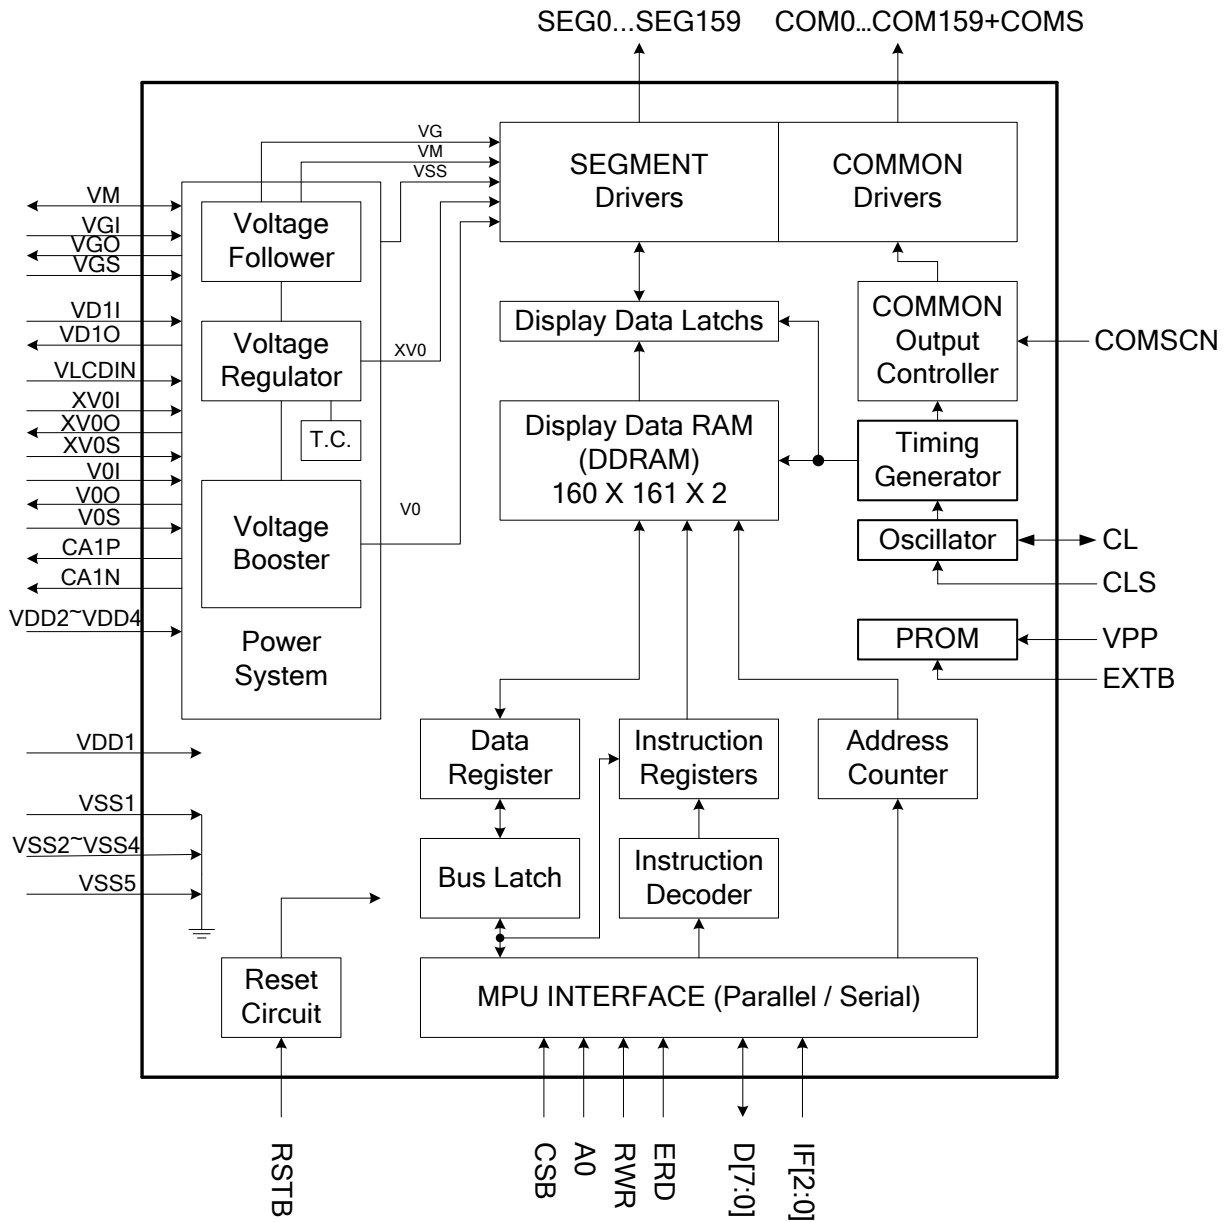 SEG0...SEG159
COM0...COM159+COMS
VG
VM
VSS
SEGMENT
Drivers
COMMON
Drivers
VM
VGI
VGO
VGS
VD1I
VD1O
VLCDIN
XV0I
XV0O
XV0S
V0I
V0O
V0S
CA1P
CA1N
VDD2~VDD4
Voltage
Follower
Voltage
Regulator
T.C.
Voltage
Booster
Power
System
XV0
V0
Display Data Latchs
Display Data RAM
(DDRAM)
160 X 161 X 2
COMMON
Output
Controller
COMSCN
Timing
Generator
Oscillator
CL
CLS
PROM
VPP
EXTB
VDD1
VSS1
VSS2~VSS4
VSS5
Data
Register
Instruction
Registers
Address
Counter
Bus Latch
Instruction
Decoder
Reset
Circuit
MPU INTERFACE (Parallel / Serial)
RSTB
CSB
A0
RWR
ERD
D[7:0]
IF[2:0]